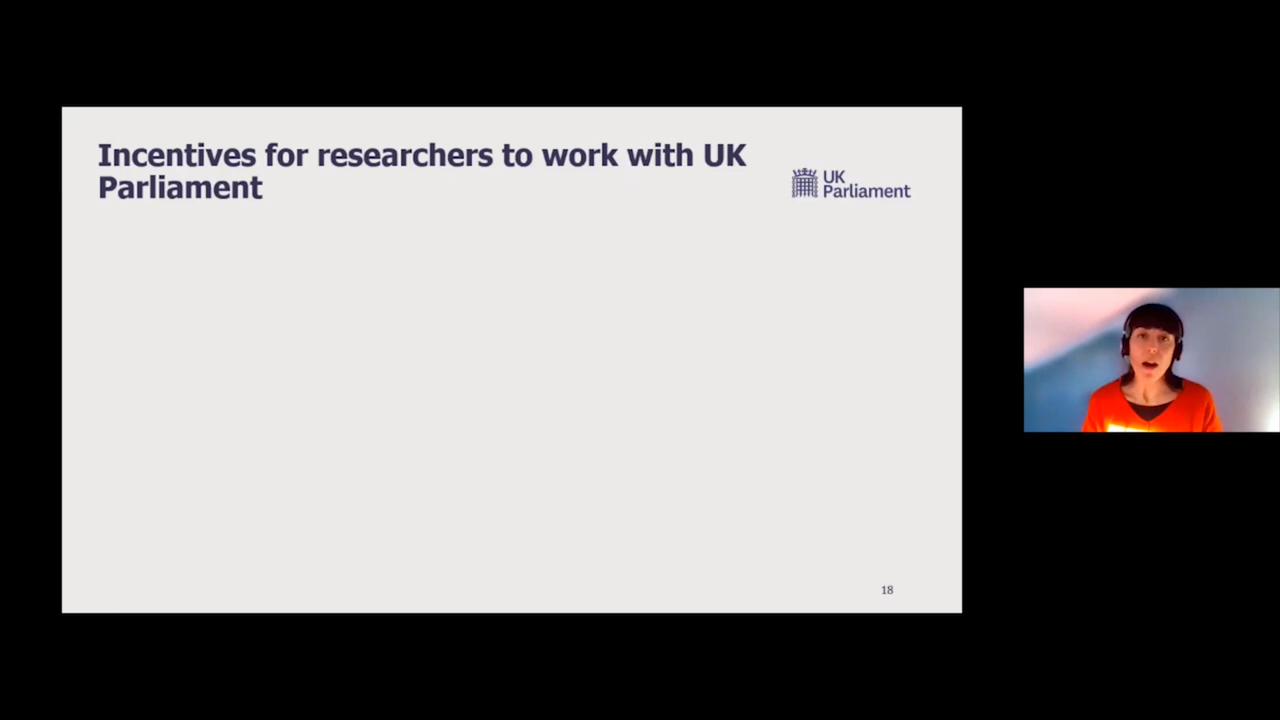 Incentives for researchers to work with UK
Parliament
UK
Parliament
18